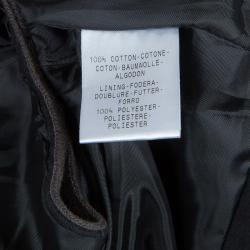 100% COTTON-COTONE-
COTON-BAUMWOLLE-
ALGODON
LINING-FODERA-
DOUBLURE-FUTTER-
FORRO
100% POLYESTER-
POLIESTERE-
POLIESTER